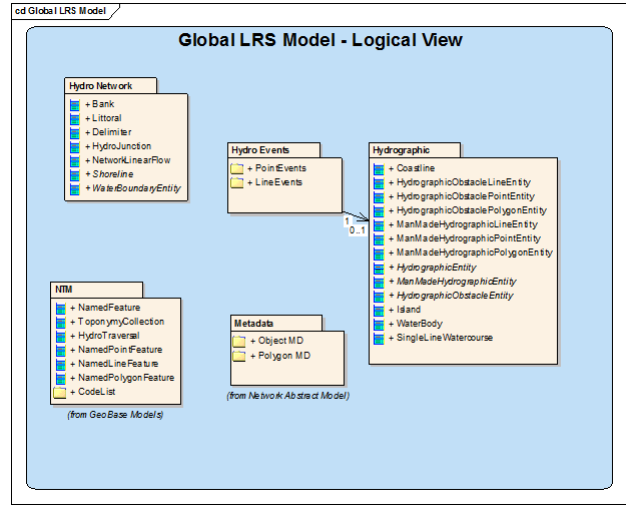 cd Global LRS Model
Global LRS Model - Logical View
Hydro Network
+ Bank
+ Littoral
+ Delimiter
+ HydroJunction
+ NetworkLinearFlow
+ Shoreline
+ WaterBoundaryEntity
Hydro Events
+ PointEvents
+ LineEvents
1
0..1
Hydrographic
+ Coastline
+ HydrographicObstacleLineEntity
+ HydrographicObstaclePointEntity
+ HydrographicObstaclePolygonEntity
+ ManMadeHydrographicLineEntity
+ ManMadeHydrographicPointEntity
+ ManMadeHydrographicPolygonEntity
+ HydrographicEntity
+ ManMadeHydrographicEntity
+ HydrographicObstacleEntity
+ Island
+ WaterBody
+ SingleLineWatercourse
NTM
+ NamedFeature
+ ToponymyCollection
+ HydroTraversal
+ NamedPointFeature
+ NamedLineFeature
+ NamedPolygonFeature
+ CodeList
(from GeoBase Models)
Metadata
+ Object MD
+ Polygon MD
(from Network Abstract Model)